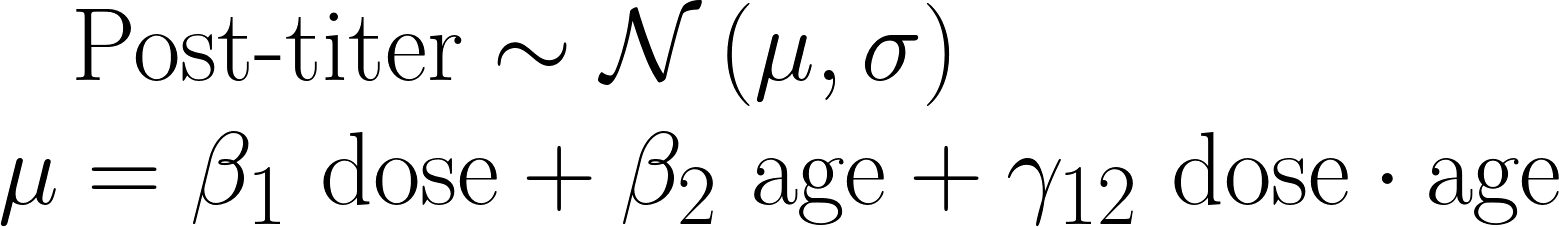 Post-titer ∼ 𝒩 (μ, σ)
μ = β₁ dose + β₂ age + γ₁₂ dose · age